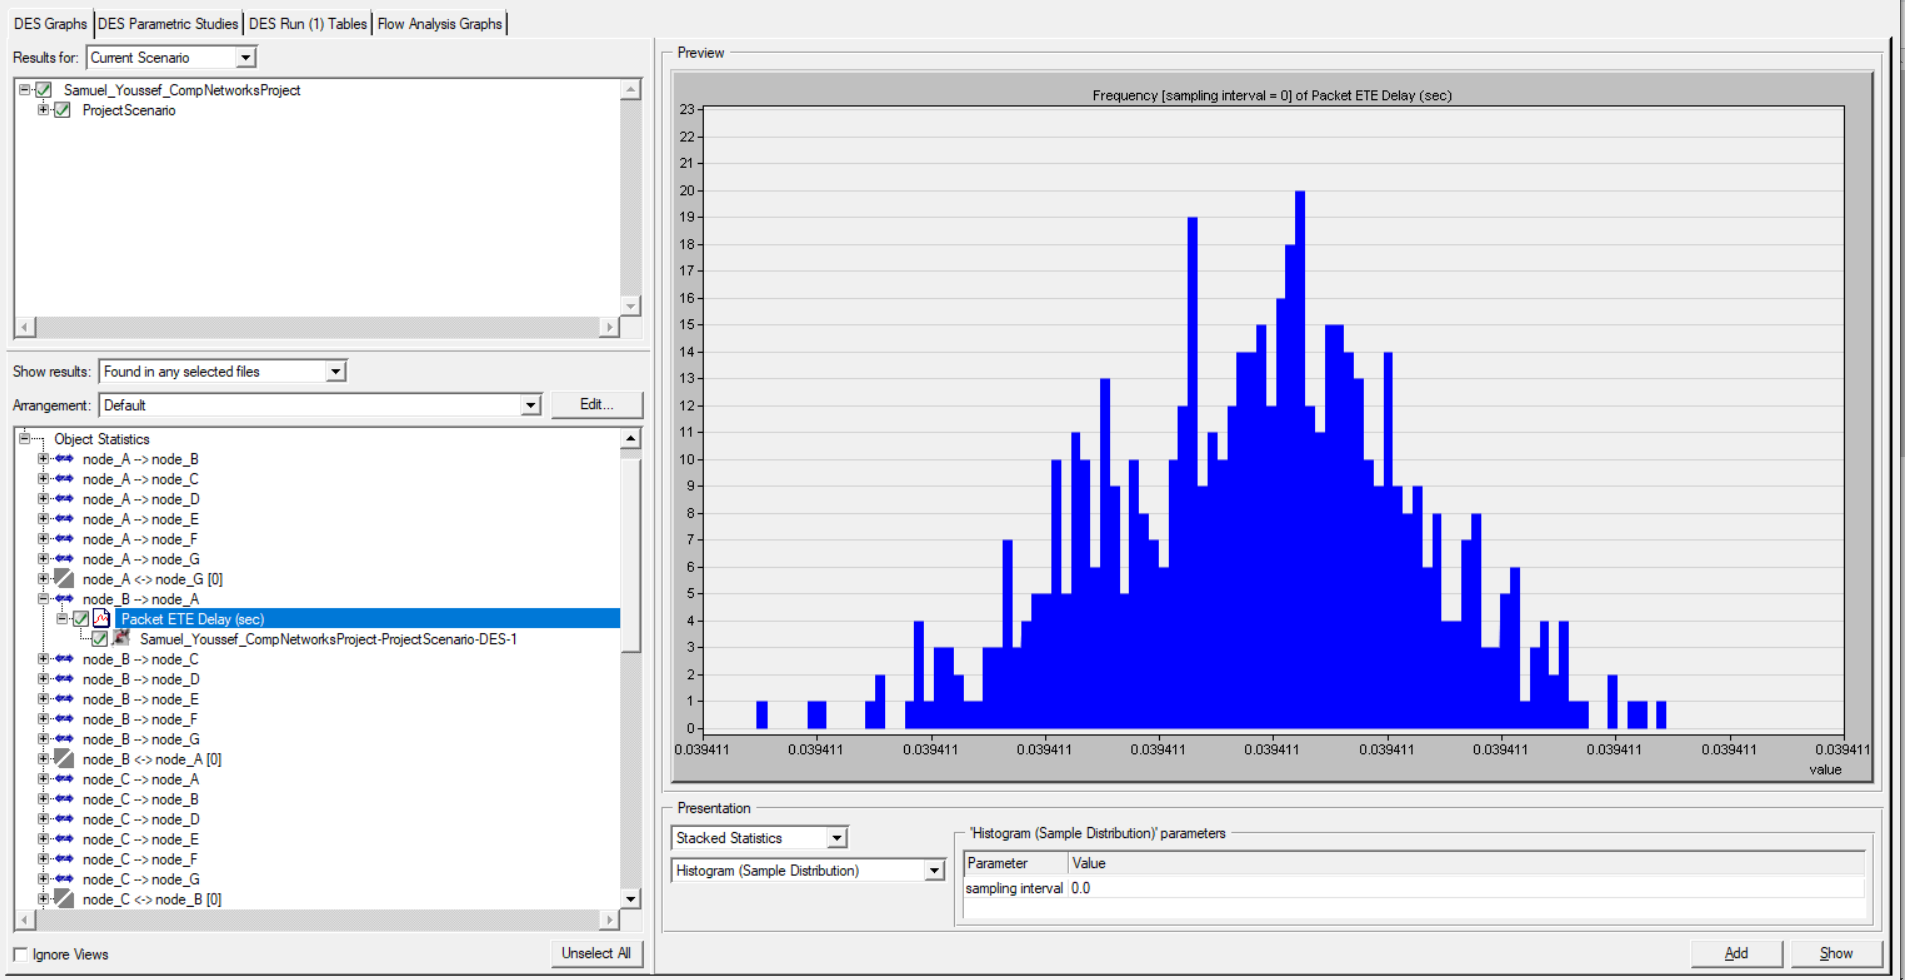 DES Graphs DES Parametric Studies DES Run (1) Tables Flow Analysis Graphs
Results for: Current Scenario
Samuel_Youssef_CompNetworksProject
ProjectScenario
Show results: Found in any selected files
Arrangement: Default Edit...
Object Statistics
node_A --> node_B
node_A --> node_C
node_A --> node_D
node_A --> node_E
node_A --> node_F
node_A --> node_G
node_A <-> node_G [0]
node_B --> node_A
Packet ETE Delay (sec)
Samuel_Youssef_CompNetworksProject-ProjectScenario-DES-1
node_B --> node_C
node_B --> node_D
node_B --> node_E
node_B --> node_F
node_B --> node_G
node_B <-> node_A [0]
node_C --> node_A
node_C --> node_B
node_C --> node_D
node_C --> node_E
node_C --> node_F
node_C --> node_G
node_C <-> node_B [0]
Ignore Views Unselect All
Preview
Frequency [sampling interval = 0] of Packet ETE Delay (sec)
23
22
21
20
19
18
17
16
15
14
13
12
11
10
9
8
7
6
5
4
3
2
1
0
0.039411 0.039411 0.039411 0.039411 0.039411 0.039411 0.039411 0.039411 0.039411 0.039411 0.039411
value
Presentation
Stacked Statistics
Histogram (Sample Distribution)
'Histogram (Sample Distribution)' parameters
Parameter Value
sampling interval 0.0
Add Show